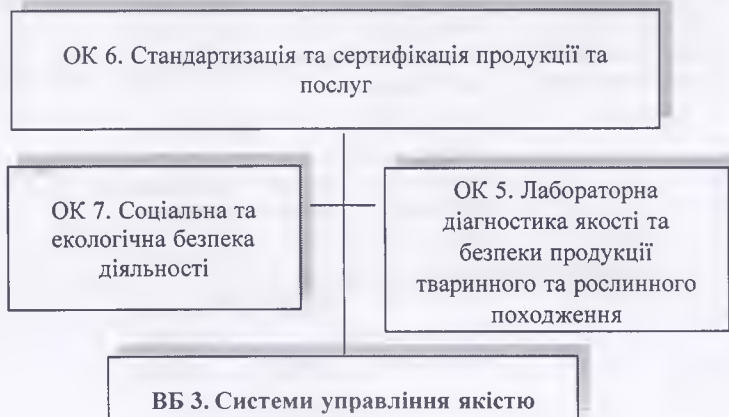 ОК 6. Стандартизація та сертифікація продукції та
послуг
ОК 7. Соціальна та
екологічна безпека
діяльності
ОК 5. Лабораторна
діагностика якості та
безпеки продукції
тваринного та рослинного
походження
ВБ 3. Системи управління якістю